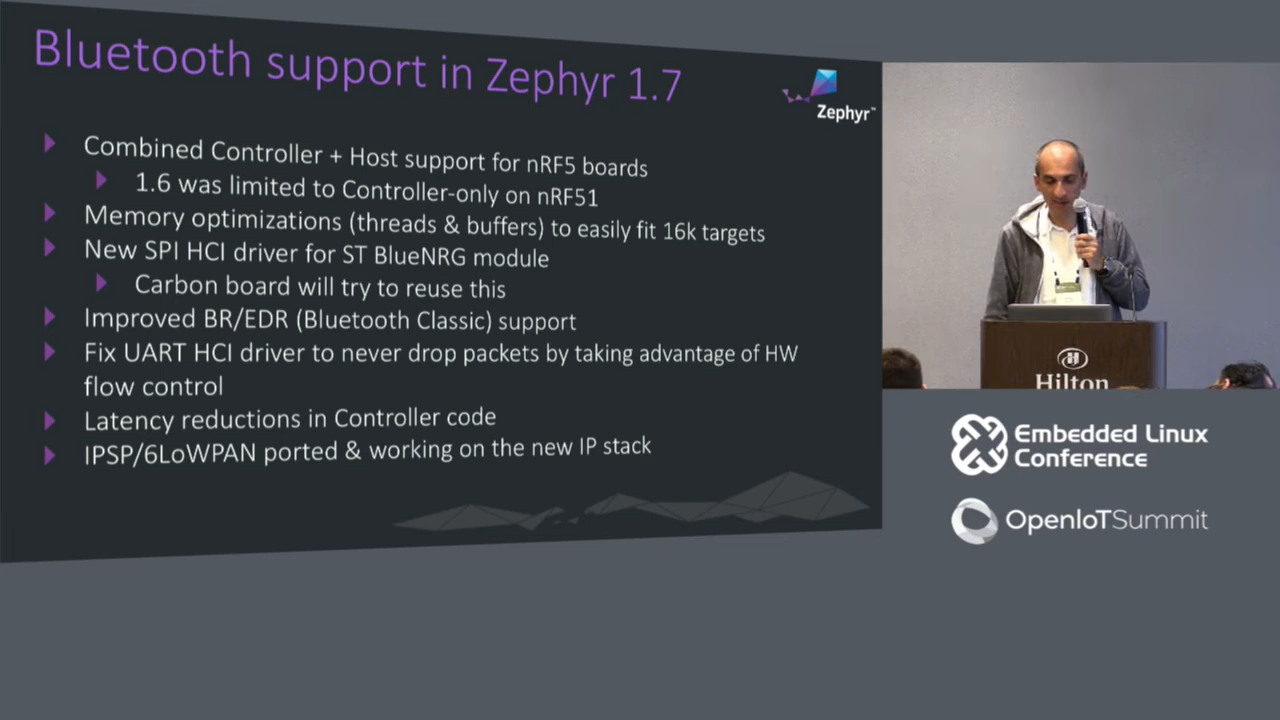 Bluetooth support in Zephyr 1.7
Zephyr™
Combined Controller + Host support for nRF5 boards
1.6 was limited to Controller-only on nRF51
Memory optimizations (threads & buffers) to easily fit 16k targets
New SPI HCI driver for ST BlueNRG module
Carbon board will try to reuse this
Improved BR/EDR (Bluetooth Classic) support
Fix UART HCI driver to never drop packets by taking advantage of HW
flow control
Latency reductions in Controller code
IPSP/6LoWPAN ported & working on the new IP stack
Hilton
Embedded Linux
Conference
OpenIoTSummit